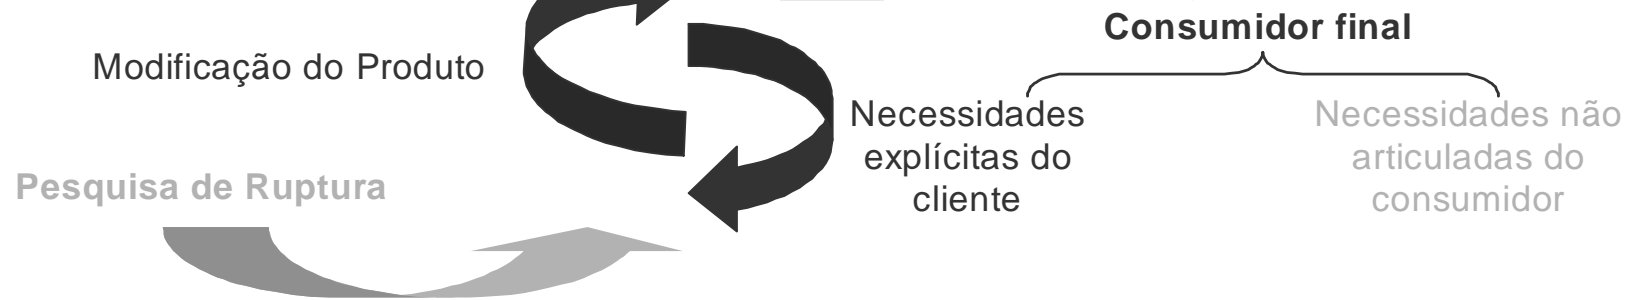 Consumidor final
Modificação do Produto
Necessidades
explícitas do
cliente
Necessidades não
articuladas do
consumidor
Pesquisa de Ruptura